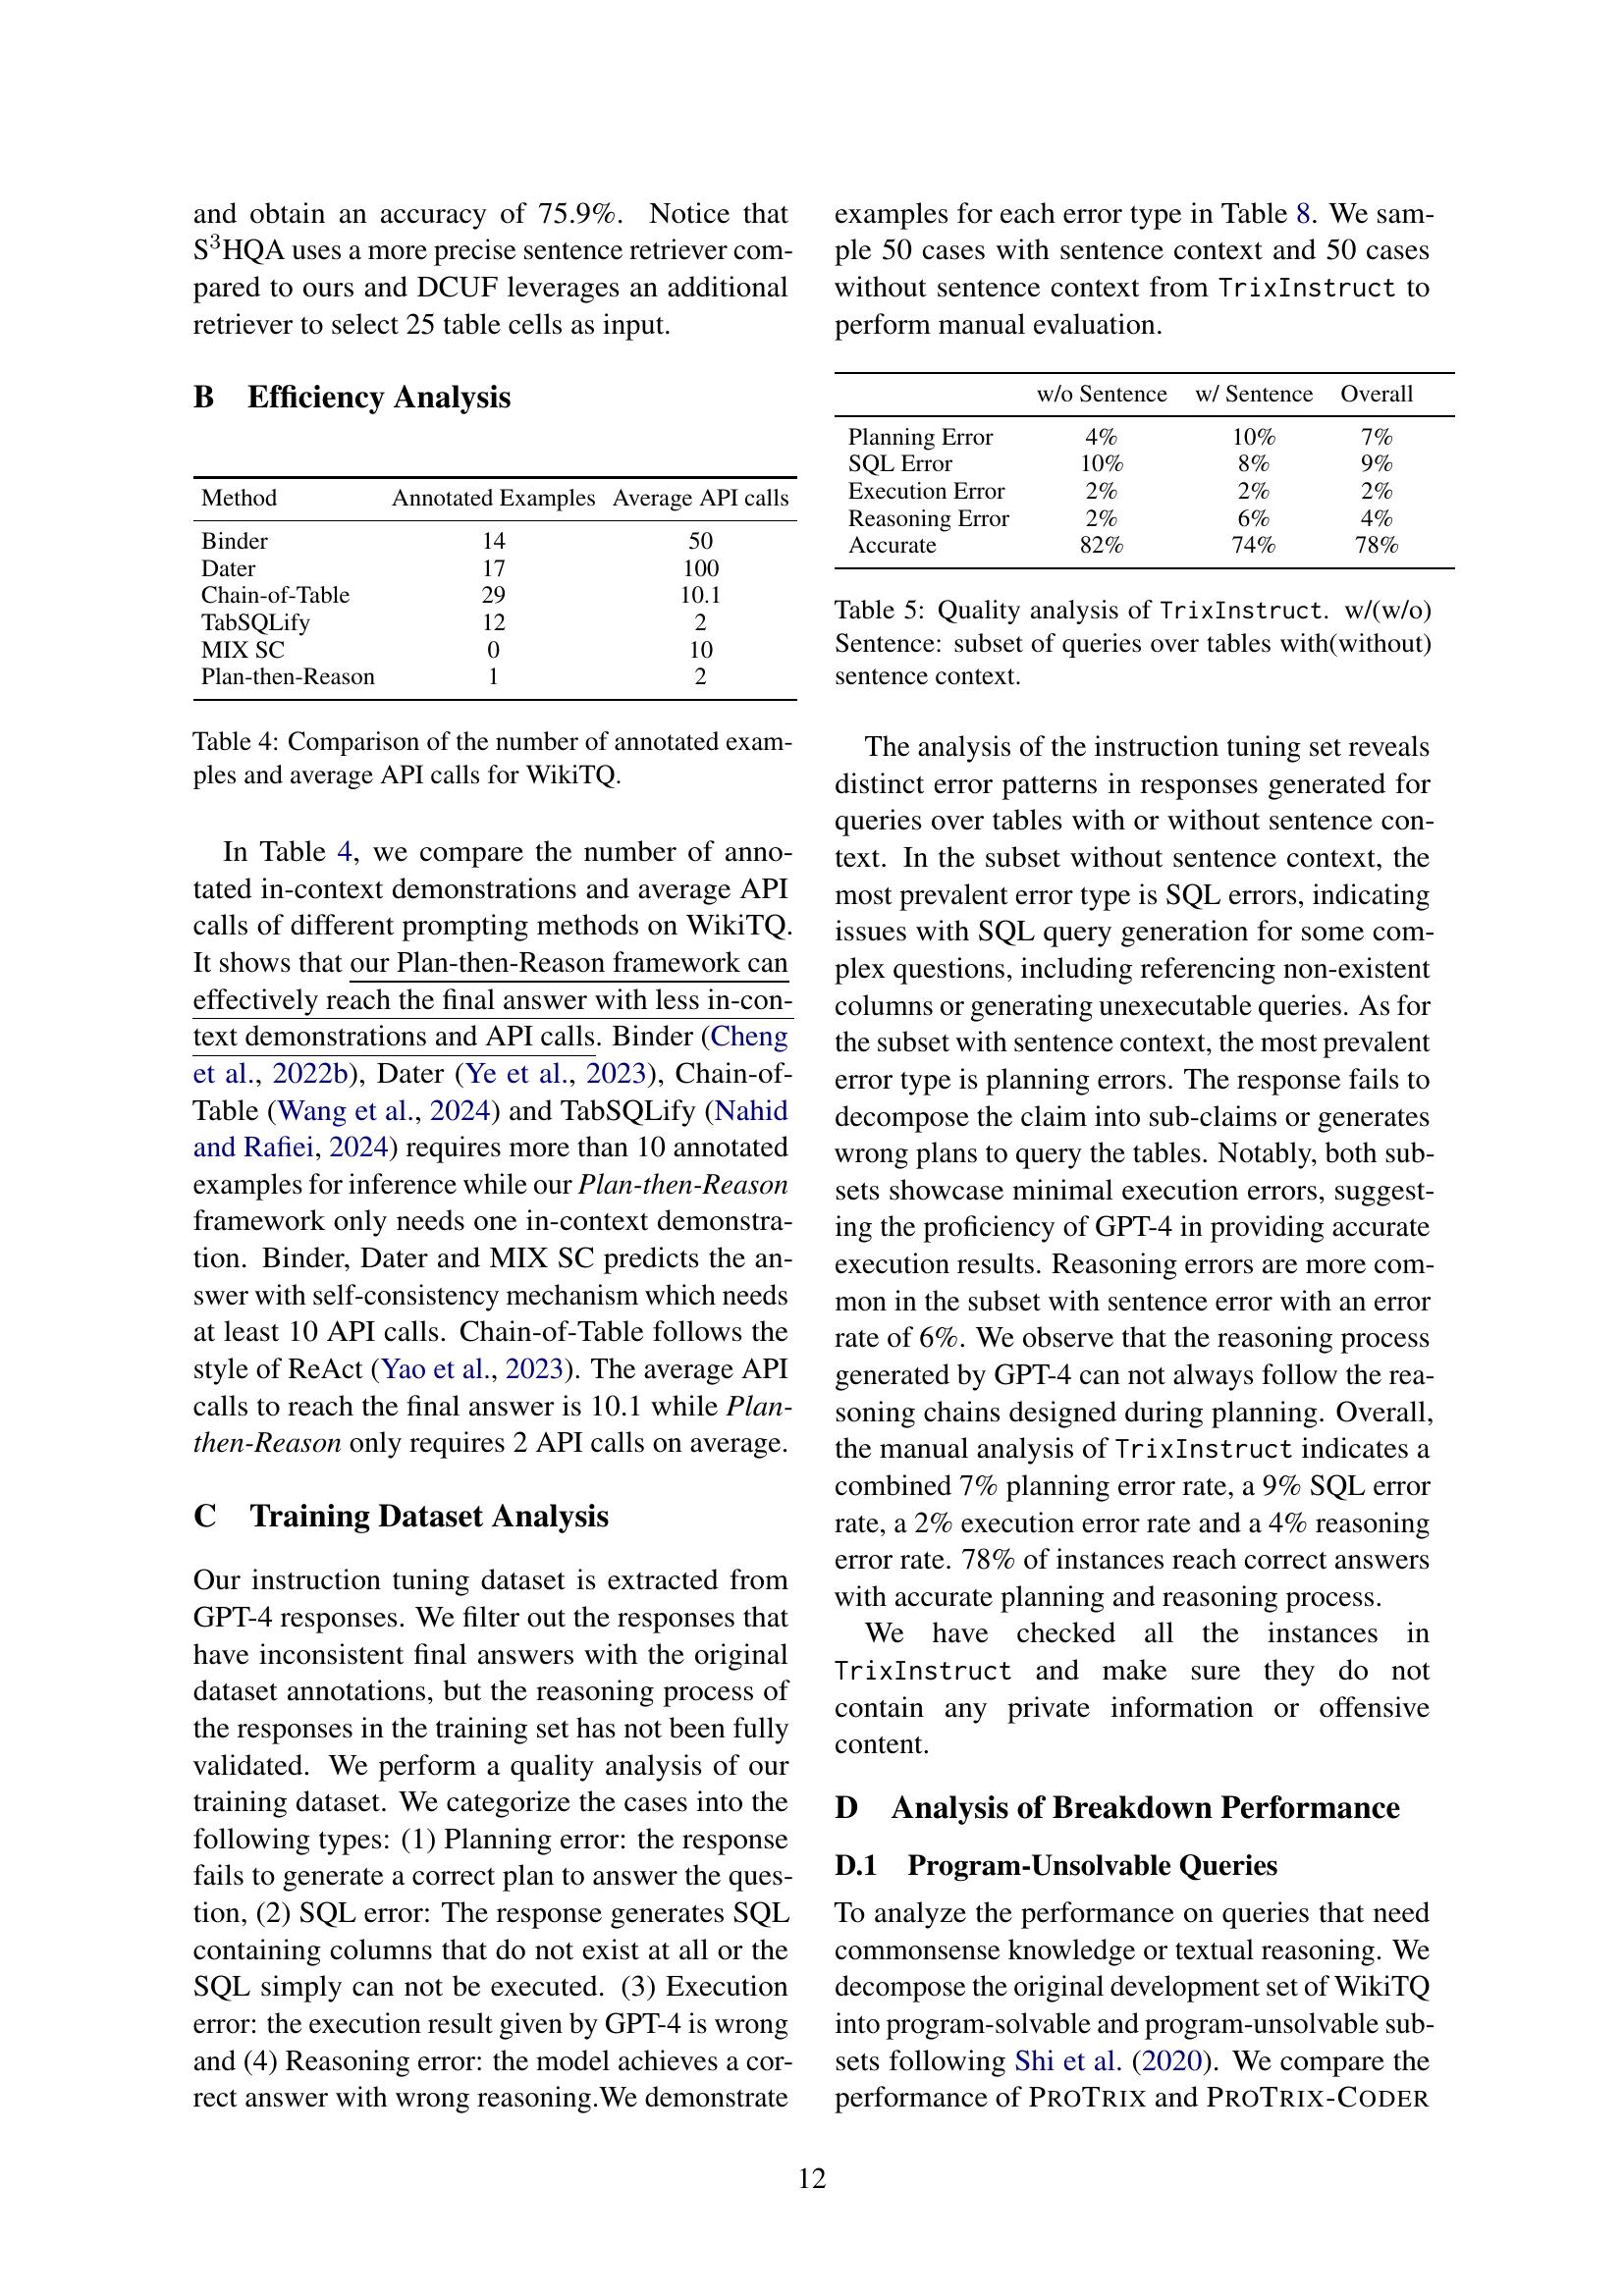 and obtain an accuracy of 75.9%. Notice that
S³HQA uses a more precise sentence retriever com-
pared to ours and DCUF leverages an additional
retriever to select 25 table cells as input.
B Efficiency Analysis
Method Annotated Examples Average API calls
Binder 14 50
Dater 17 100
Chain-of-Table 29 10.1
TabSQLify 12 2
MIX SC 0 10
Plan-then-Reason 1 2
Table 4: Comparison of the number of annotated exam-
ples and average API calls for WikiTQ.
In Table 4, we compare the number of anno-
tated in-context demonstrations and average API
calls of different prompting methods on WikiTQ.
It shows that our Plan-then-Reason framework can
effectively reach the final answer with less in-con-
text demonstrations and API calls. Binder (Cheng
et al., 2022b), Dater (Ye et al., 2023), Chain-of-
Table (Wang et al., 2024) and TabSQLify (Nahid
and Rafiei, 2024) requires more than 10 annotated
examples for inference while our Plan-then-Reason
framework only needs one in-context demonstra-
tion. Binder, Dater and MIX SC predicts the an-
swer with self-consistency mechanism which needs
at least 10 API calls. Chain-of-Table follows the
style of ReAct (Yao et al., 2023). The average API
calls to reach the final answer is 10.1 while Plan-
then-Reason only requires 2 API calls on average.
C Training Dataset Analysis
Our instruction tuning dataset is extracted from
GPT-4 responses. We filter out the responses that
have inconsistent final answers with the original
dataset annotations, but the reasoning process of
the responses in the training set has not been fully
validated. We perform a quality analysis of our
training dataset. We categorize the cases into the
following types: (1) Planning error: the response
fails to generate a correct plan to answer the ques-
tion, (2) SQL error: The response generates SQL
containing columns that do not exist at all or the
SQL simply can not be executed. (3) Execution
error: the execution result given by GPT-4 is wrong
and (4) Reasoning error: the model achieves a cor-
rect answer with wrong reasoning.We demonstrate
examples for each error type in Table 8. We sam-
ple 50 cases with sentence context and 50 cases
without sentence context from TrixInstruct to
perform manual evaluation.
w/o Sentence w/ Sentence Overall
Planning Error 4% 10% 7%
SQL Error 10% 8% 9%
Execution Error 2% 2% 2%
Reasoning Error 2% 6% 4%
Accurate 82% 74% 78%
Table 5: Quality analysis of TrixInstruct. w/(w/o)
Sentence: subset of queries over tables with(without)
sentence context.
The analysis of the instruction tuning set reveals
distinct error patterns in responses generated for
queries over tables with or without sentence con-
text. In the subset without sentence context, the
most prevalent error type is SQL errors, indicating
issues with SQL query generation for some com-
plex questions, including referencing non-existent
columns or generating unexecutable queries. As for
the subset with sentence context, the most prevalent
error type is planning errors. The response fails to
decompose the claim into sub-claims or generates
wrong plans to query the tables. Notably, both sub-
sets showcase minimal execution errors, suggest-
ing the proficiency of GPT-4 in providing accurate
execution results. Reasoning errors are more com-
mon in the subset with sentence error with an error
rate of 6%. We observe that the reasoning process
generated by GPT-4 can not always follow the rea-
soning chains designed during planning. Overall,
the manual analysis of TrixInstruct indicates a
combined 7% planning error rate, a 9% SQL error
rate, a 2% execution error rate and a 4% reasoning
error rate. 78% of instances reach correct answers
with accurate planning and reasoning process.
We have checked all the instances in
TrixInstruct and make sure they do not
contain any private information or offensive
content.
D Analysis of Breakdown Performance
D.1 Program-Unsolvable Queries
To analyze the performance on queries that need
commonsense knowledge or textual reasoning. We
decompose the original development set of WikiTQ
into program-solvable and program-unsolvable sub-
sets following Shi et al. (2020). We compare the
performance of PROTRIX and PROTRIX-CODER
12